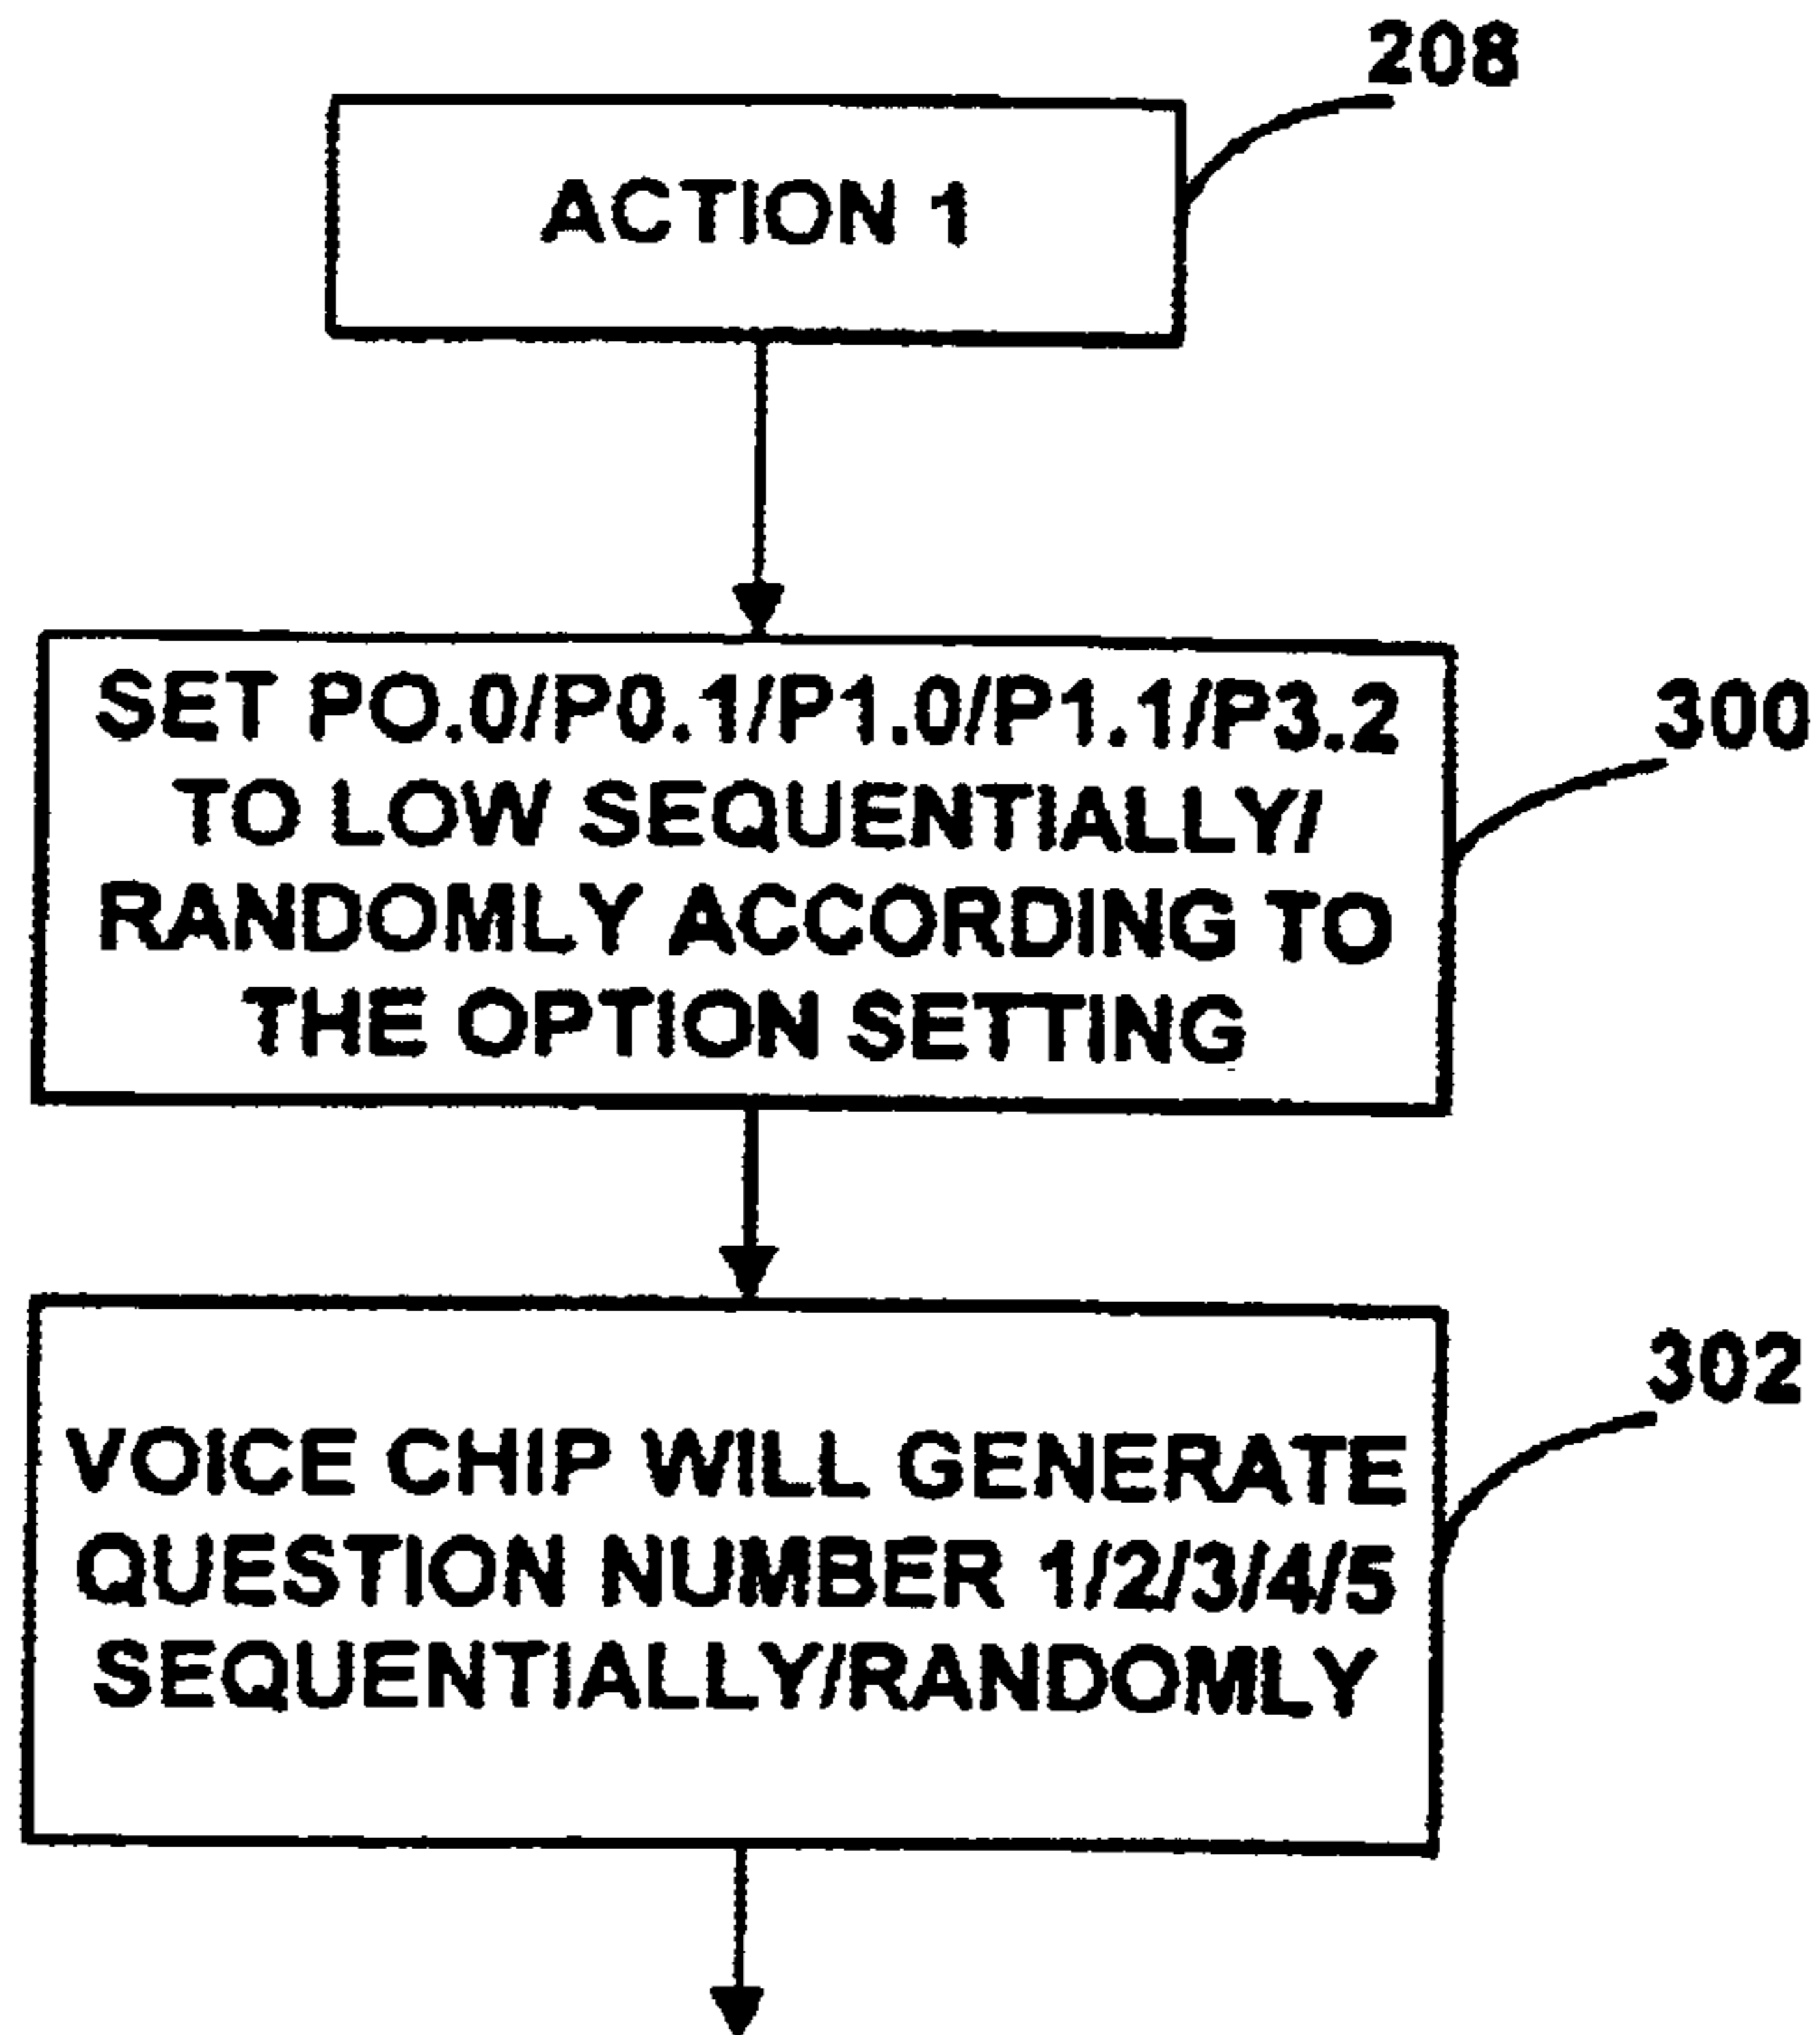 208
ACTION 1
SET PO.0/P0.1/P1.0/P1.1/P3.2
300
TO LOW SEQUENTIALLY/
RANDOMLY ACCORDING TO
THE OPTION SETTING
302
VOICE CHIP WILL GENERATE
QUESTION NUMBER 1/2/3/4/5
SEQUENTIALLY/RANDOMLY